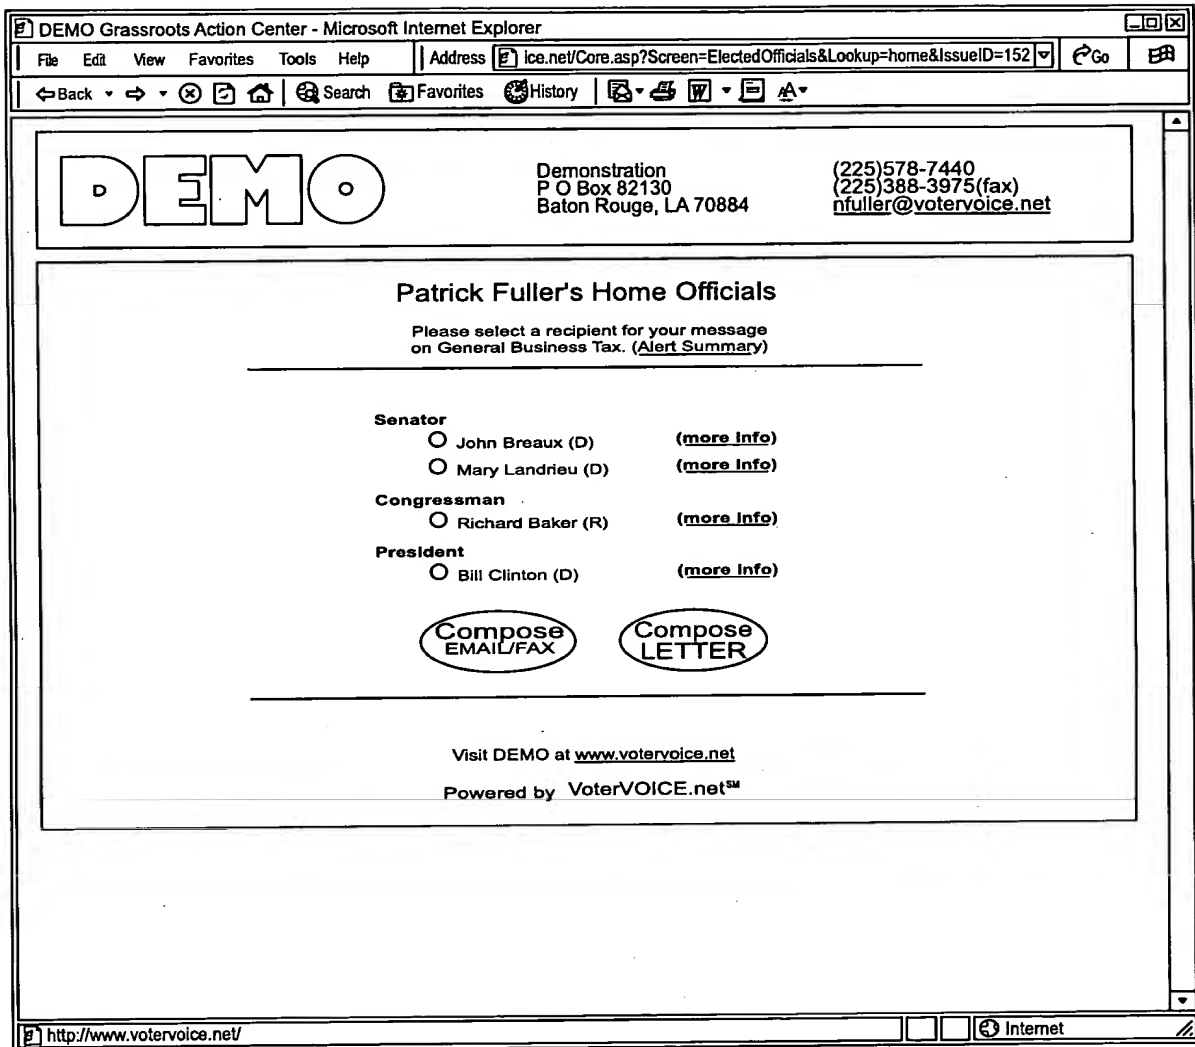 DEMO Grassroots Action Center - Microsoft Internet Explorer
File Edit View Favorites Tools Help Address ice.net/Core.asp?Screen=ElectedOfficials&Lookup=home&IssueID=152 Go
Back Search Favorites History W A
DEMO
Demonstration
P O Box 82130
Baton Rouge, LA 70884
(225)578-7440
(225)388-3975(fax)
nfuller@votervoice.net
Patrick Fuller's Home Officials
Please select a recipient for your message
on General Business Tax. (Alert Summary)
Senator
John Breaux (D) (more info)
Mary Landrieu (D) (more info)
Congressman
Richard Baker (R) (more info)
President
Bill Clinton (D) (more info)
Compose
EMAIL/FAX
Compose
LETTER
Visit DEMO at www.votervoice.net
Powered by VoterVOICE.net℠
http://www.votervoice.net/ Internet